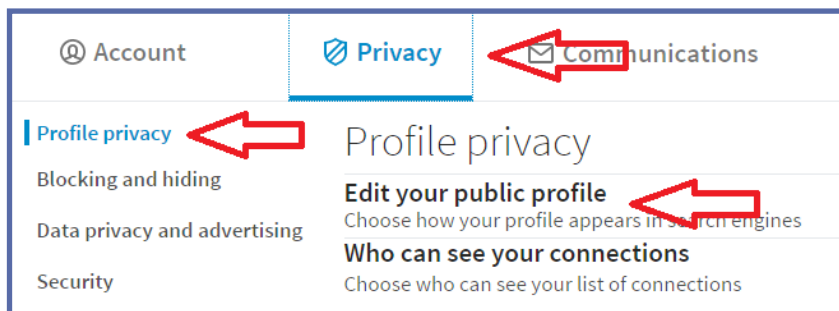 Account Privacy Communications
Profile privacy
Blocking and hiding
Data privacy and advertising
Security
Profile privacy
Edit your public profile
Choose how your profile appears in search engines
Who can see your connections
Choose who can see your list of connections